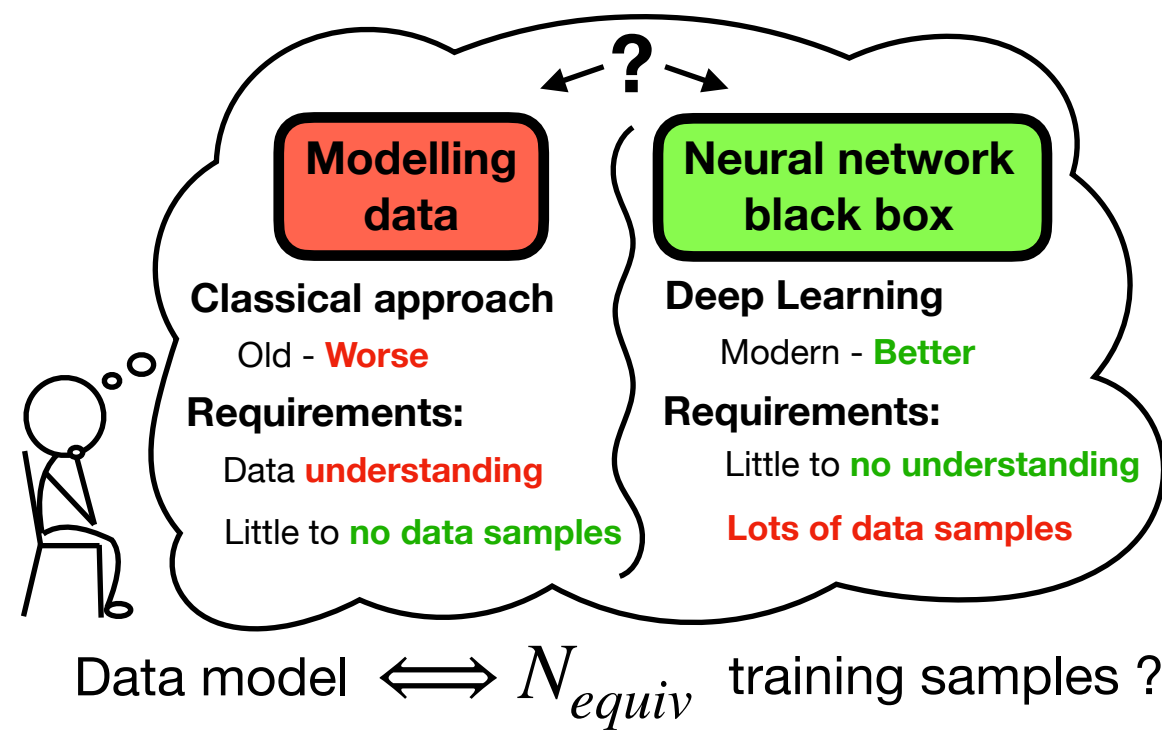 ?
Modelling
data
Classical approach
Old - Worse
Requirements:
Data understanding
Little to no data samples
Neural network
black box
Deep Learning
Modern - Better
Requirements:
Little to no understanding
Lots of data samples
Data model ⟺ N_equiv training samples ?